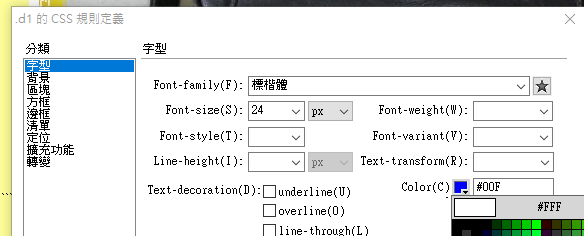 .d1 的 CSS 規則定義
分類
字型
字型
背景
區塊
方框
邊框
清單
定位
擴充功能
轉變
Font-family(F): 標楷體
Font-size(S): 24 px Font-weight(W):
Font-style(T): Font-variant(V):
Line-height(I): px Text-transform(R):
Text-decoration(D): underline(U) Color(C) #00F
overline(O) #FFF
line-through(L)